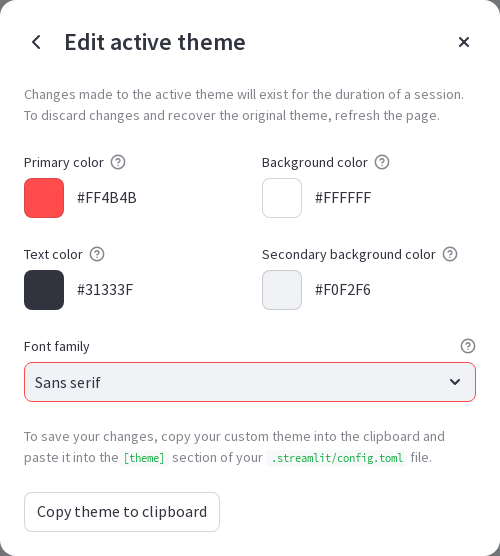 Edit active theme
Changes made to the active theme will exist for the duration of a session.
To discard changes and recover the original theme, refresh the page.
Primary color
Background color
#FF4B4B
#FFFFFF
Text color
Secondary background color
#31333F
#F0F2F6
Font family
Sans serif
To save your changes, copy your custom theme into the clipboard and
paste it into the [theme] section of your .streamlit/config.toml file.
Copy theme to clipboard